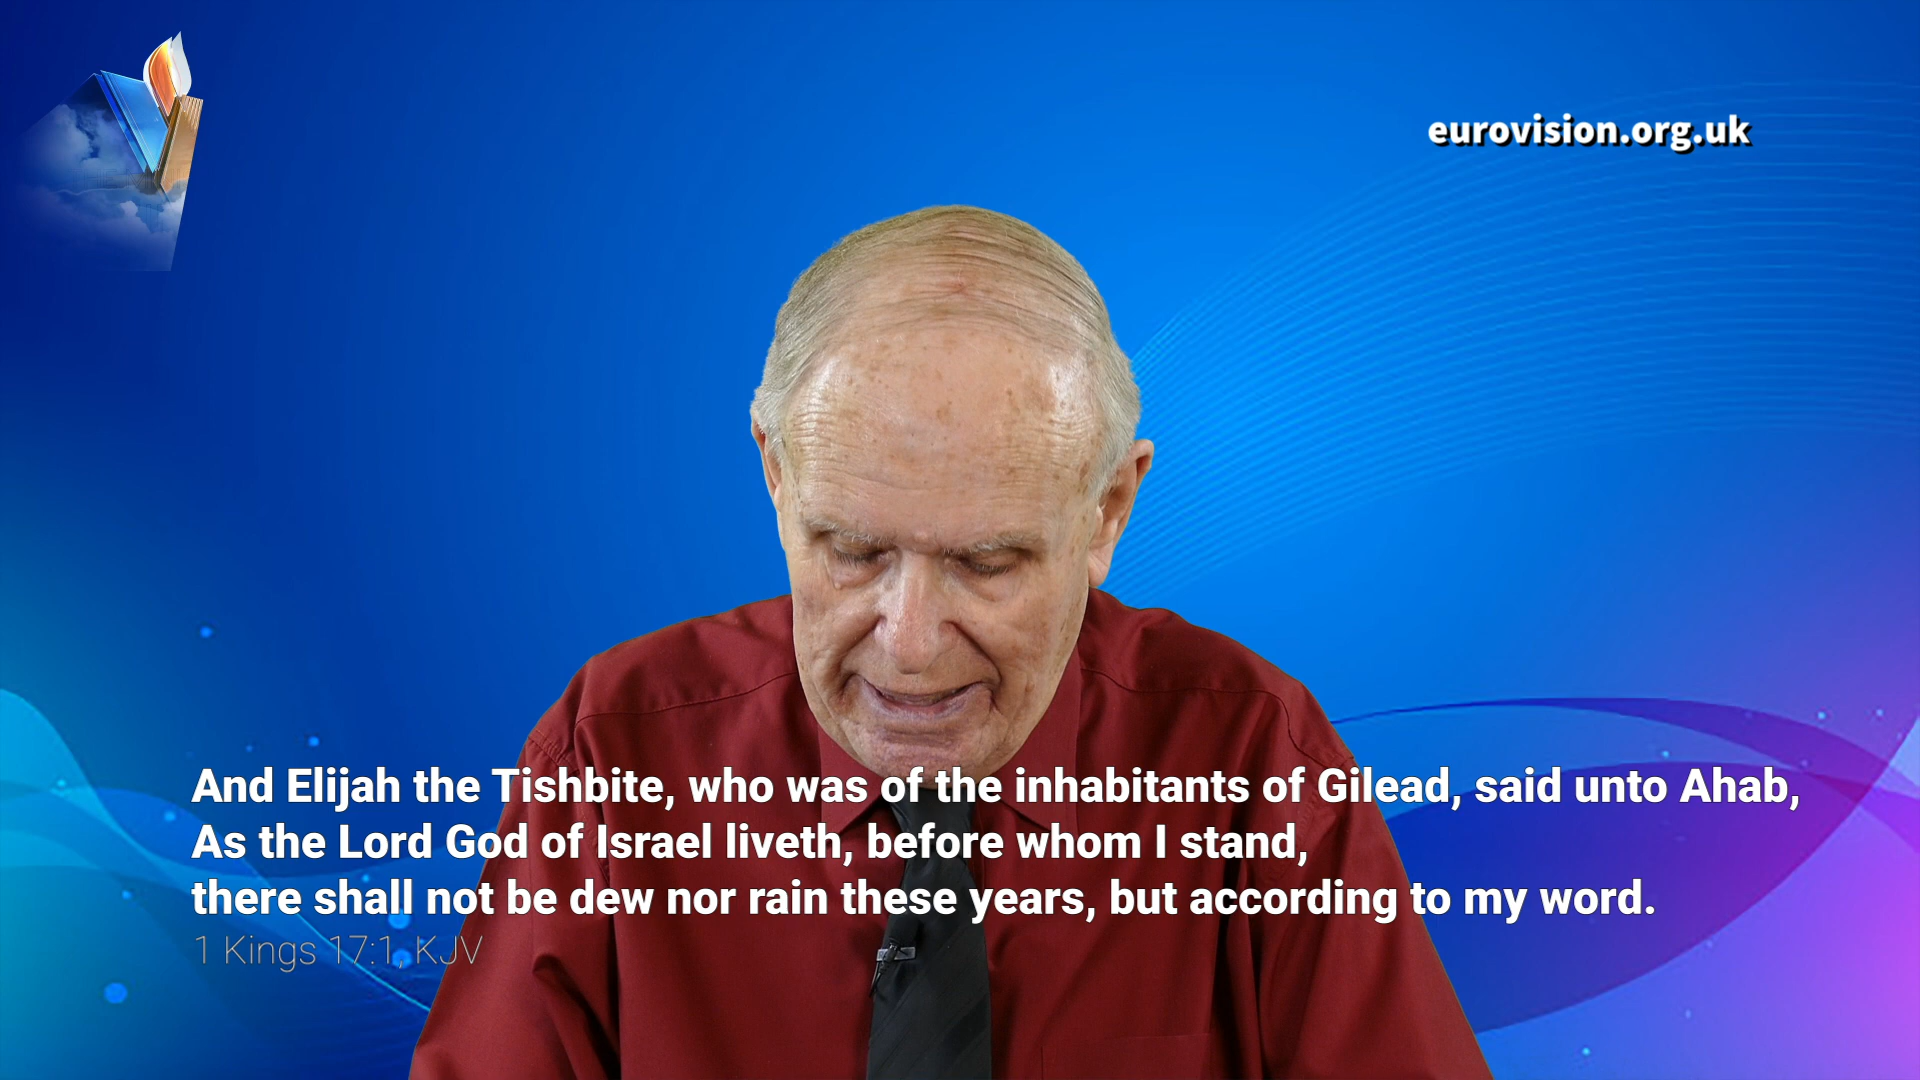 eurovision.org.uk
And Elijah the Tishbite, who was of the inhabitants of Gilead, said unto Ahab,
As the Lord God of Israel liveth, before whom I stand,
there shall not be dew nor rain these years, but according to my word.
1 Kings 17:1, KJV